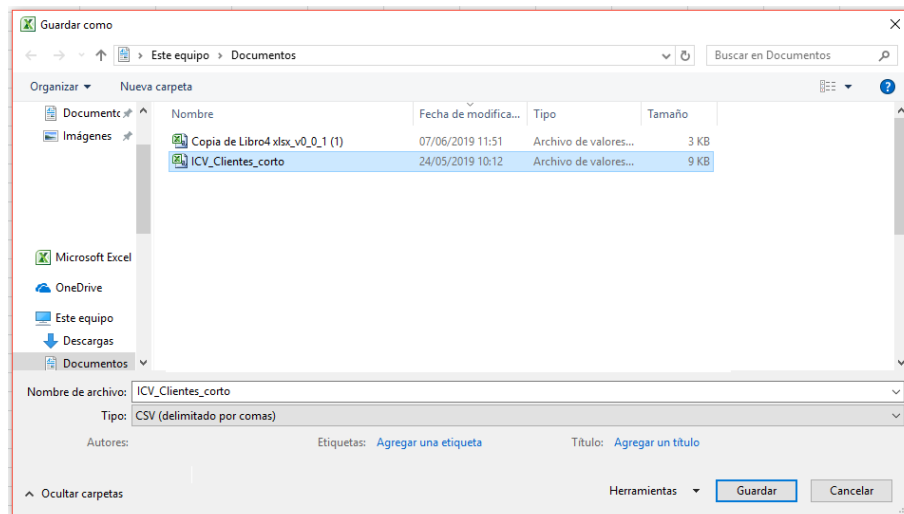 Guardar como
Este equipo › Documentos
Buscar en Documentos
Organizar
Nueva carpeta
Documentc
Imágenes
Microsoft Excel
OneDrive
Este equipo
Descargas
Documentos
Nombre Fecha de modifica... Tipo Tamaño
Copia de Libro4 xlsx_v0_0_1 (1) 07/06/2019 11:51 Archivo de valores... 3 KB
ICV_Clientes_corto 24/05/2019 10:12 Archivo de valores... 9 KB
Nombre de archivo: ICV_Clientes_corto
Tipo: CSV (delimitado por comas)
Autores: Etiquetas: Agregar una etiqueta Título: Agregar un título
Ocultar carpetas
Herramientas
Guardar
Cancelar